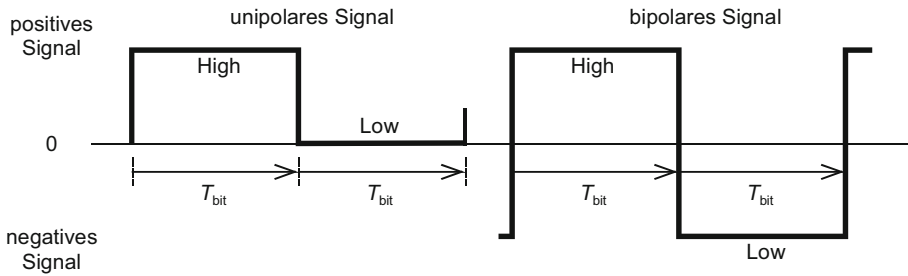 unipolares Signal
bipolares Signal
positives
Signal
High
High
Low
0
T_bit
T_bit
T_bit
T_bit
negatives
Signal
Low